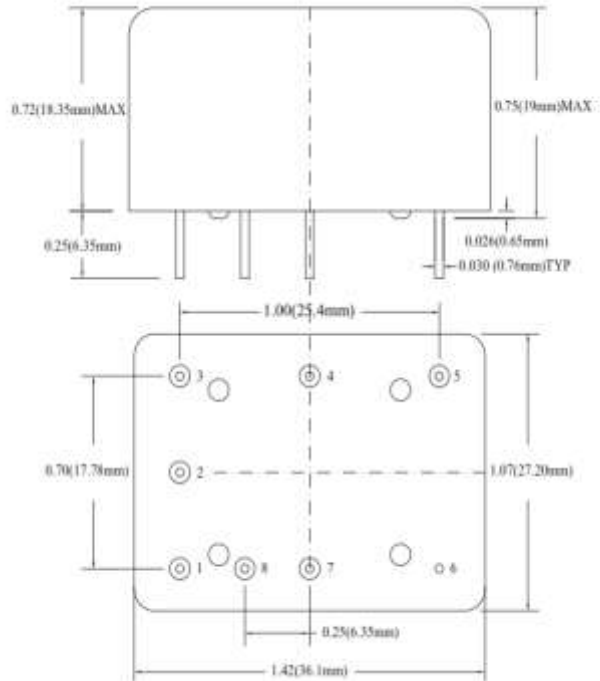 0.72(18.35mm)MAX
0.75(19mm)MAX
0.25(6.35mm)
0.026(0.65mm)
0.030 (0.76mm)TYP
1.00(25.4mm)
3 4 5
0.70(17.78mm)
2
1.07(27.20mm)
1 8 7 6
0.25(6.35mm)
1.42(36.1mm)